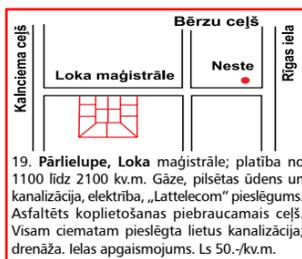 Bērzu ceļš
Kalnciema ceļš
Loka maģistrāle
Neste
Rīgas iela
19. Pārlielupe, Loka maģistrāle; platība no
1100 līdz 2100 kv.m. Gāze, pilsētas ūdens un
kanalizācija, elektrība, „Lattelecom” pieslēgums.
Asfaltēts koplietošanas piebraucamais ceļš.
Visam ciematam pieslēgta lietus kanalizācija;
drenāža. Ielas apgaismojums. Ls 50.-/kv.m.